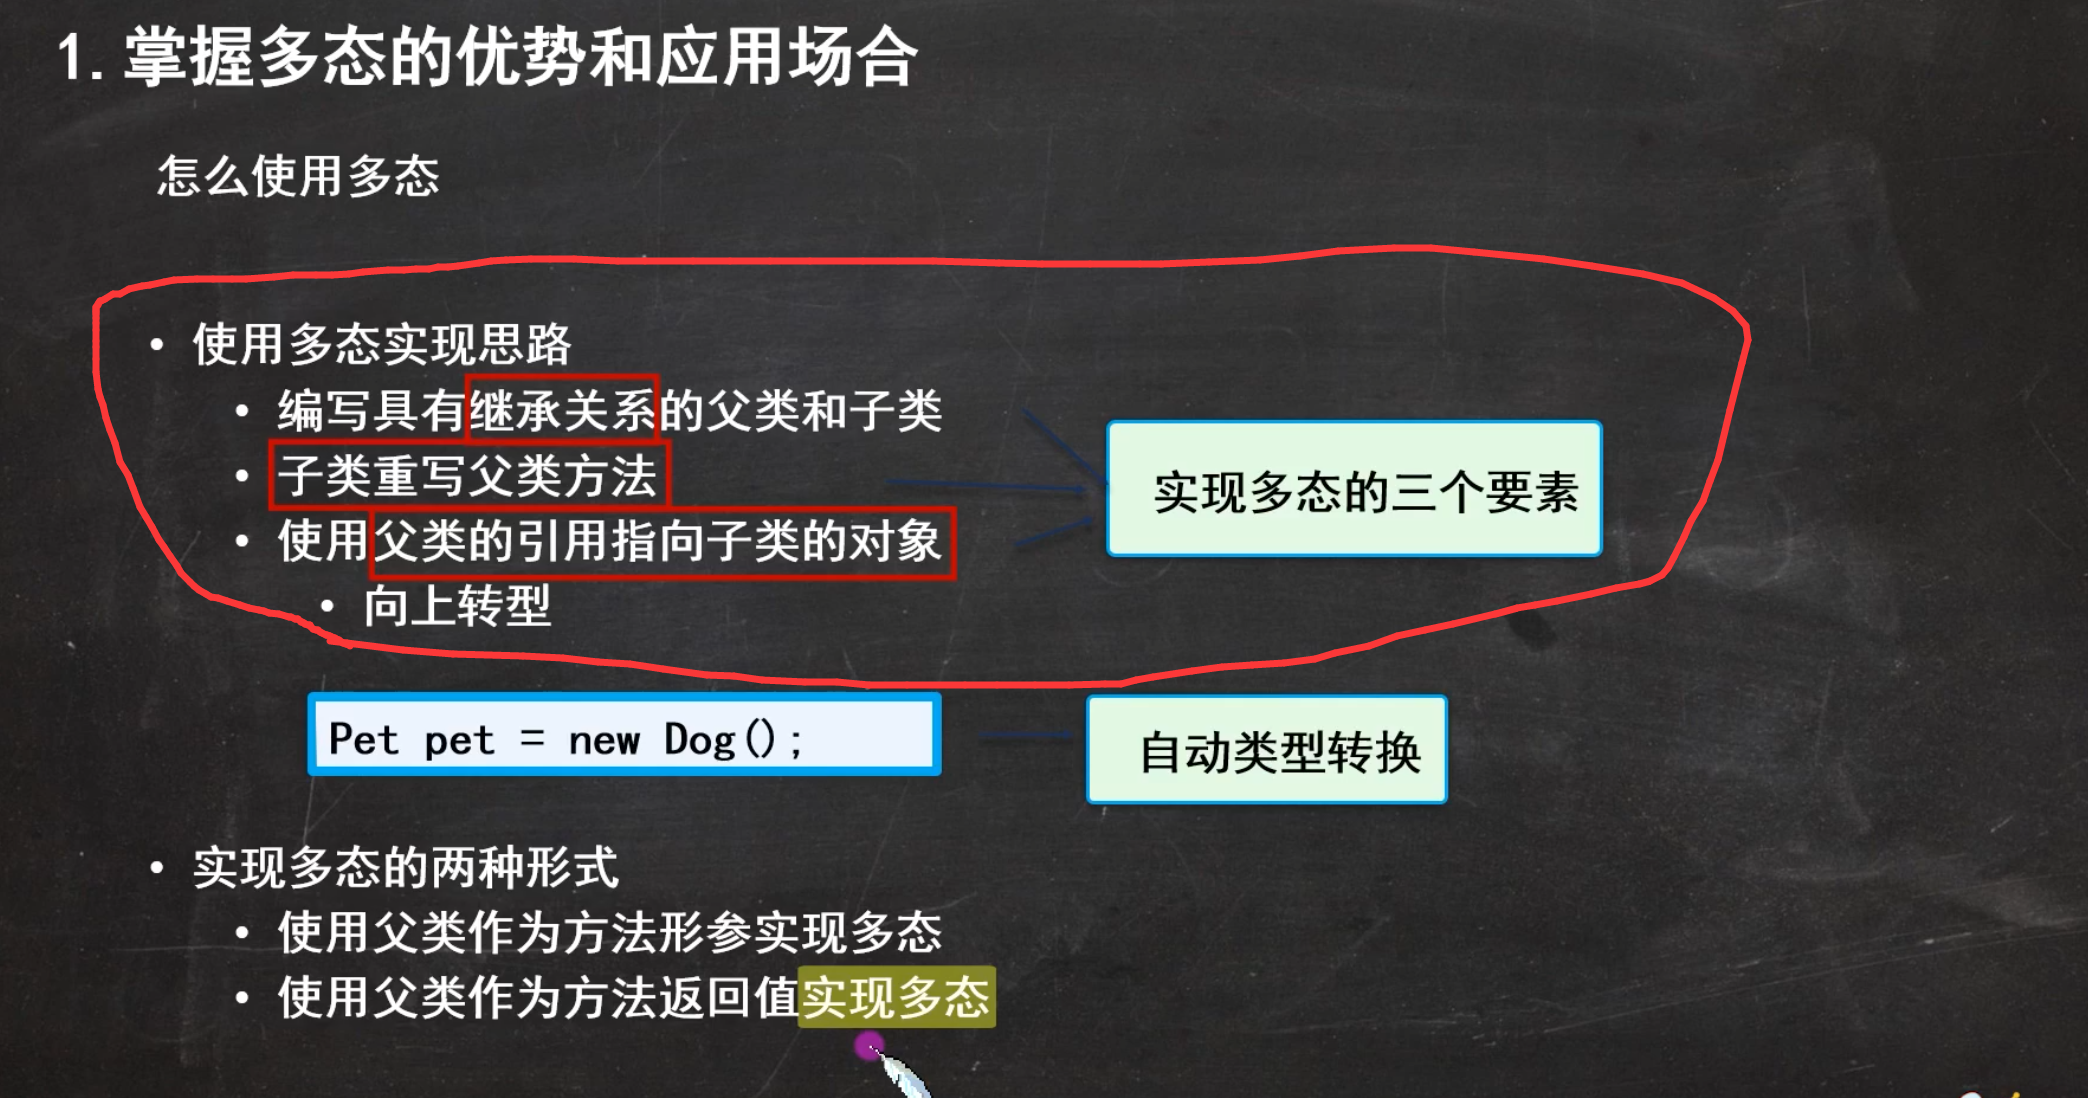 1. 掌握多态的优势和应用场合
怎么使用多态
• 使用多态实现思路
• 编写具有继承关系的父类和子类
• 子类重写父类方法
• 使用父类的引用指向子类的对象
• 向上转型
实现多态的三个要素
Pet pet = new Dog();
自动类型转换
• 实现多态的两种形式
• 使用父类作为方法形参实现多态
• 使用父类作为方法返回值实现多态